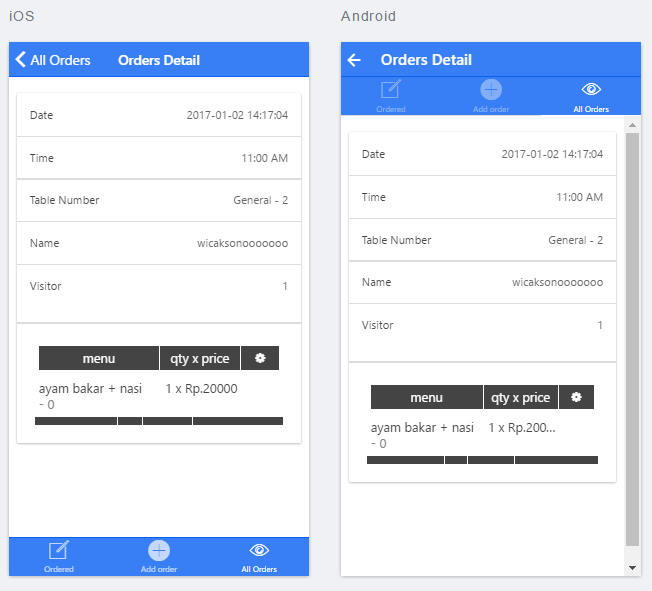 iOS
All Orders Orders Detail
Date 2017-01-02 14:17:04
Time 11:00 AM
Table Number General - 2
Name wicaksonooooooo
Visitor 1
menu qty x price
ayam bakar + nasi 1 x Rp.20000
- 0
Ordered Add order All Orders
Android
Orders Detail
Ordered Add order All Orders
Date 2017-01-02 14:17:04
Time 11:00 AM
Table Number General - 2
Name wicaksonooooooo
Visitor 1
menu qty x price
ayam bakar + nasi 1 x Rp.200...
- 0